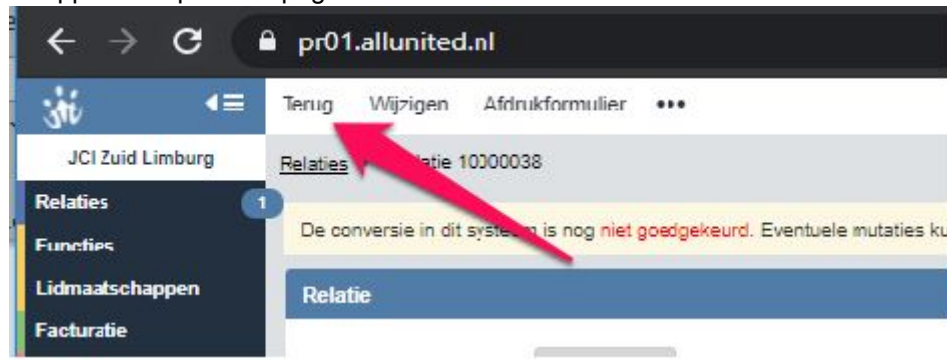 pr01.allunited.nl
Terug Wijzigen Afdrukformulier •••
JCI Zuid Limburg
Relaties 10000038
Relaties 1
De conversie in dit systeem is nog niet goedgekeurd. Eventuele mutaties
Functies
Lidmaatschappen
Relatie
Facturatie